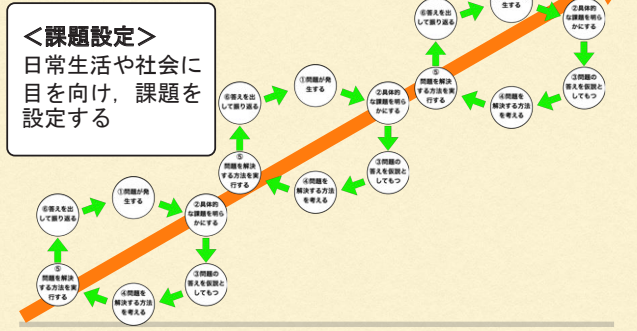 ＜課題設定＞
日常生活や社会に
目を向け，課題を
設定する
生する
②具体的
な課題を明ら
かにする
③問題の
答えを仮説と
してもつ
④問題を
解決する方法
を考える
⑤
問題を解決
する方法を実
行する
⑥答えを出
して振り返る
①問題が発
生する
②具体的
な課題を明ら
かにする
③問題の
答えを仮説と
してもつ
④問題を
解決する方法
を考える
⑤
問題を解決
する方法を実
行する
⑥答えを出
して振り返る
①問題が発
生する
②具体的
な課題を明ら
かにする
③問題の
答えを仮説と
してもつ
④問題を
解決する方法
を考える
⑤
問題を解決
する方法を実
行する
⑥答えを出
して振り返る